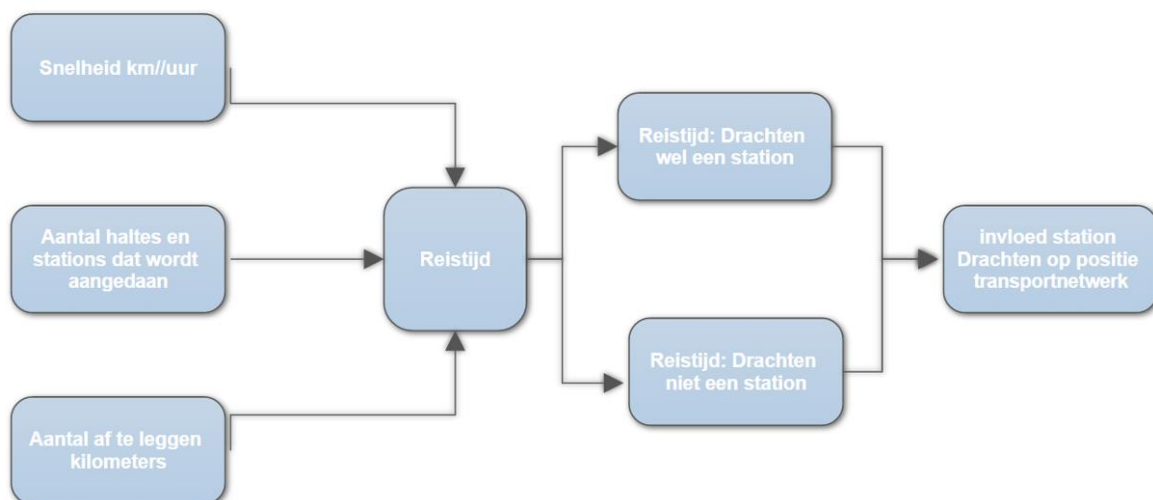 Snelheid km//uur
Aantal haltes en
stations dat wordt
aangedaan
Aantal af te leggen
kilometers
Reistijd
Reistijd: Drachten
wel een station
Reistijd: Drachten
niet een station
invloed station
Drachten op positie
transportnetwerk